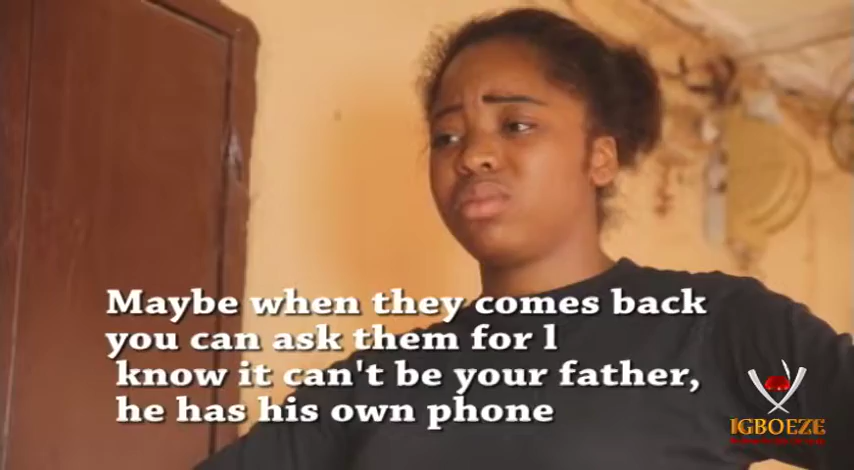 Maybe when they comes back
you can ask them for l
know it can't be your father,
he has his own phone
IGBOEZE